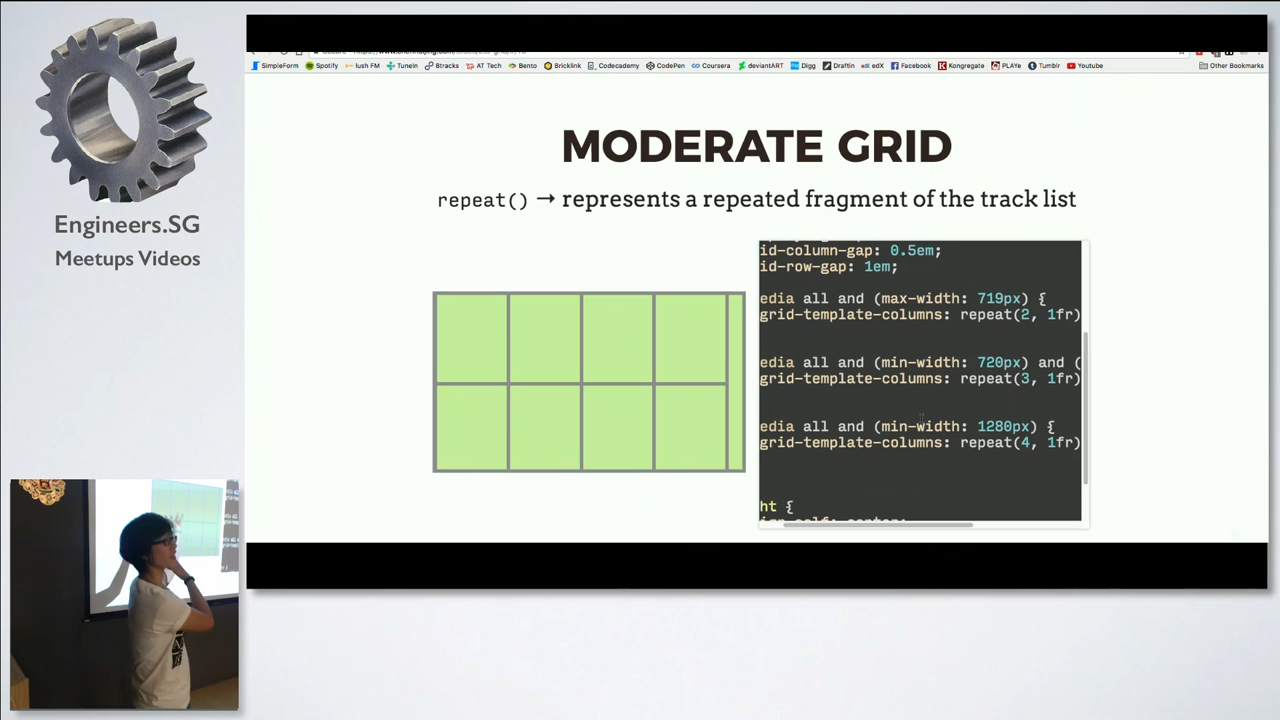 SimpleForm Spotify lush FM Tunein 8tracks AT Tech Bento Bricklink Codecademy CodePen Coursera deviantART Digg Draftin edX Facebook Kongregate PLAYe Tumblr Youtube Other Bookmarks
MODERATE GRID
repeat() → represents a repeated fragment of the track list
id-column-gap: 0.5em;
id-row-gap: 1em;
edia all and (max-width: 719px) {
grid-template-columns: repeat(2, 1fr)
edia all and (min-width: 720px) and (
grid-template-columns: repeat(3, 1fr)
edia all and (min-width: 1280px) {
grid-template-columns: repeat(4, 1fr)
ht {
Engineers.SG
Meetups Videos